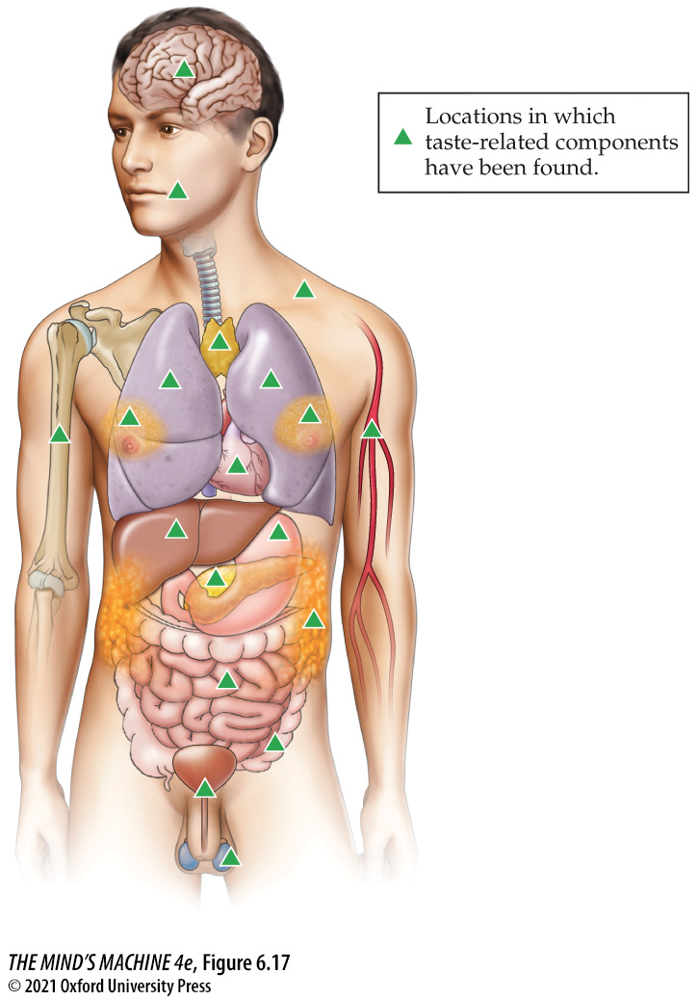 Locations in which
taste-related components
have been found.
THE MIND'S MACHINE 4e, Figure 6.17
© 2021 Oxford University Press